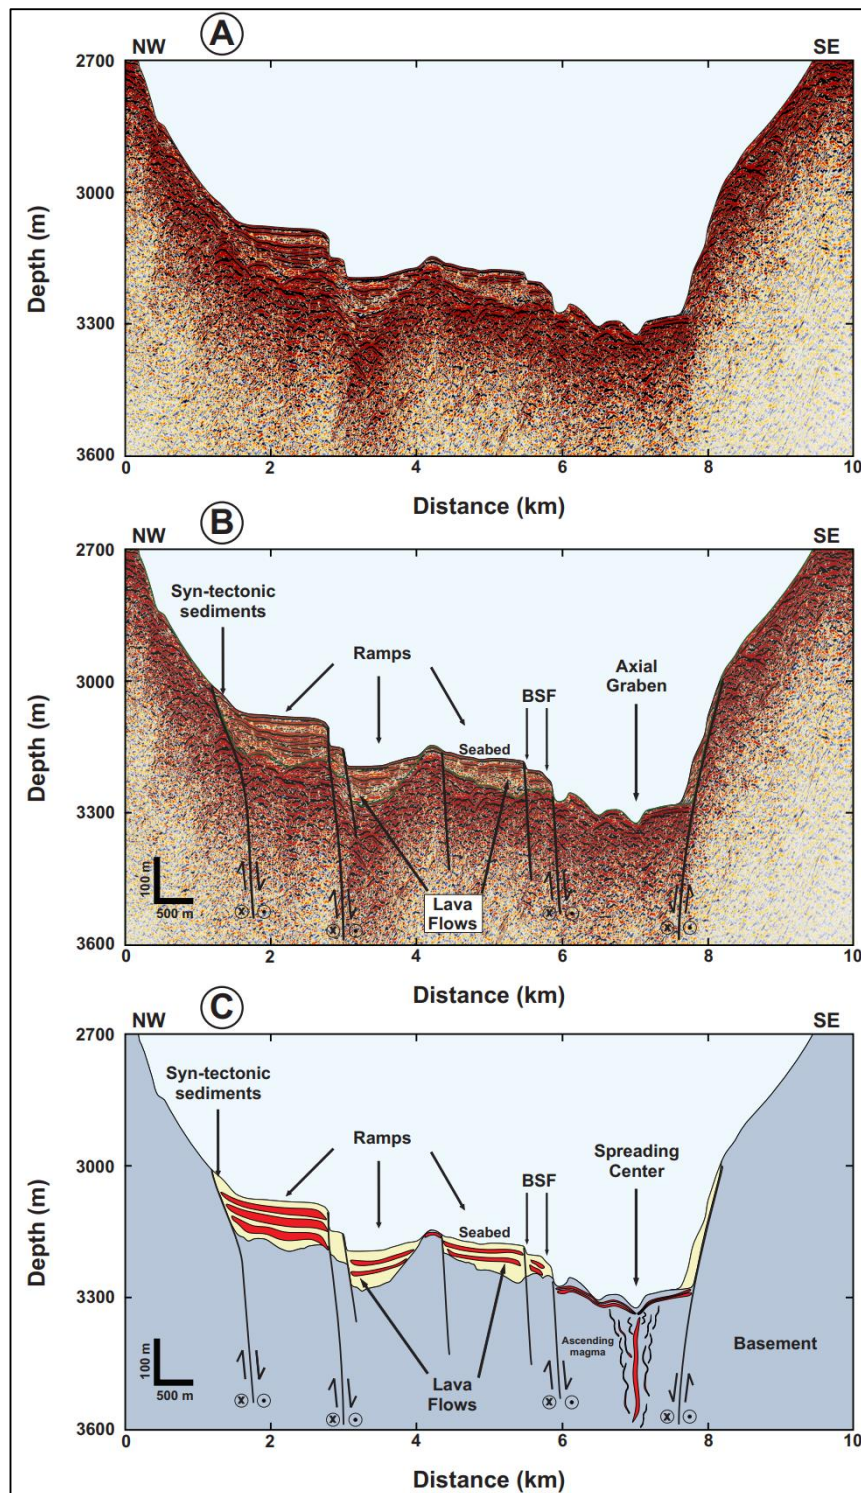 A
NW
SE
2700
3000
3300
3600
Depth (m)
0
2
4
6
8
10
Distance (km)
B
NW
SE
2700
3000
3300
3600
Depth (m)
Syn-tectonic
sediments
Ramps
BSF
Axial
Graben
Seabed
Lava
Flows
100 m
500 m
0
2
4
6
8
10
Distance (km)
C
NW
SE
2700
3000
3300
3600
Depth (m)
Syn-tectonic
sediments
Ramps
BSF
Spreading
Center
Seabed
Ascending
magma
Basement
Lava
Flows
100 m
500 m
0
2
4
6
8
10
Distance (km)